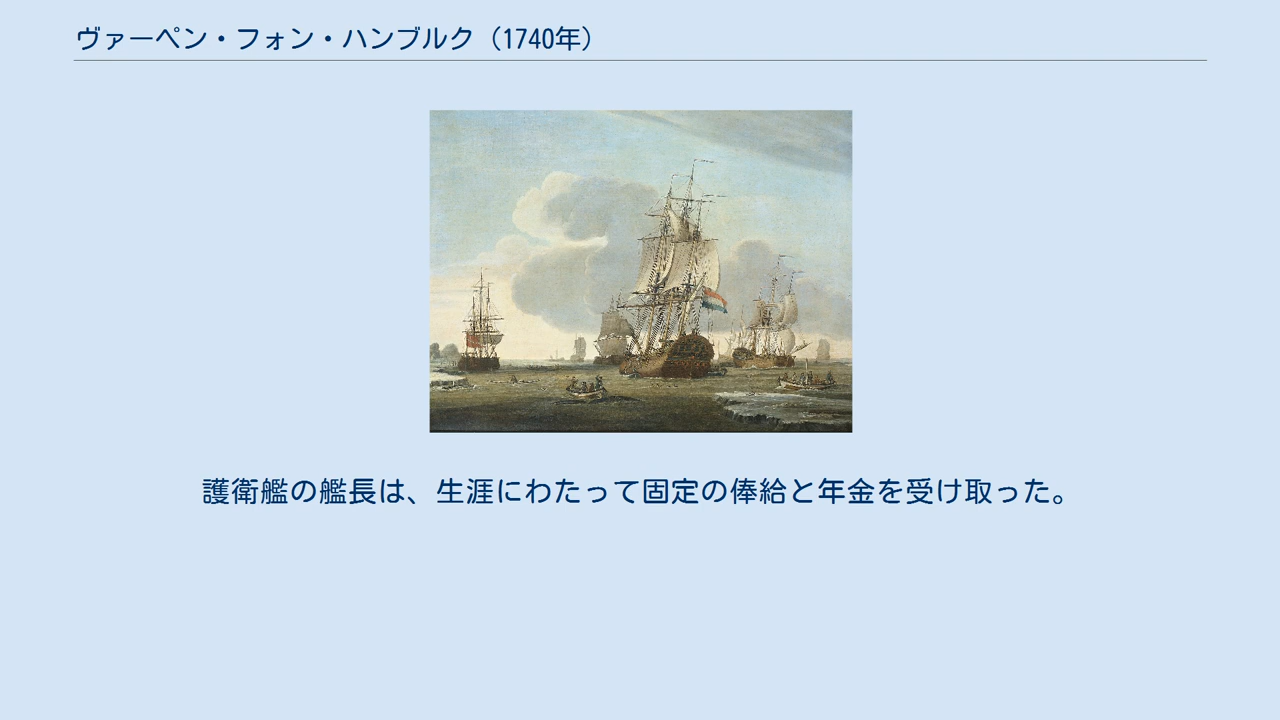 ヴァーペン・フォン・ハンブルク（1740年）
護衛艦の艦長は、生涯にわたって固定の俸給と年金を受け取った。